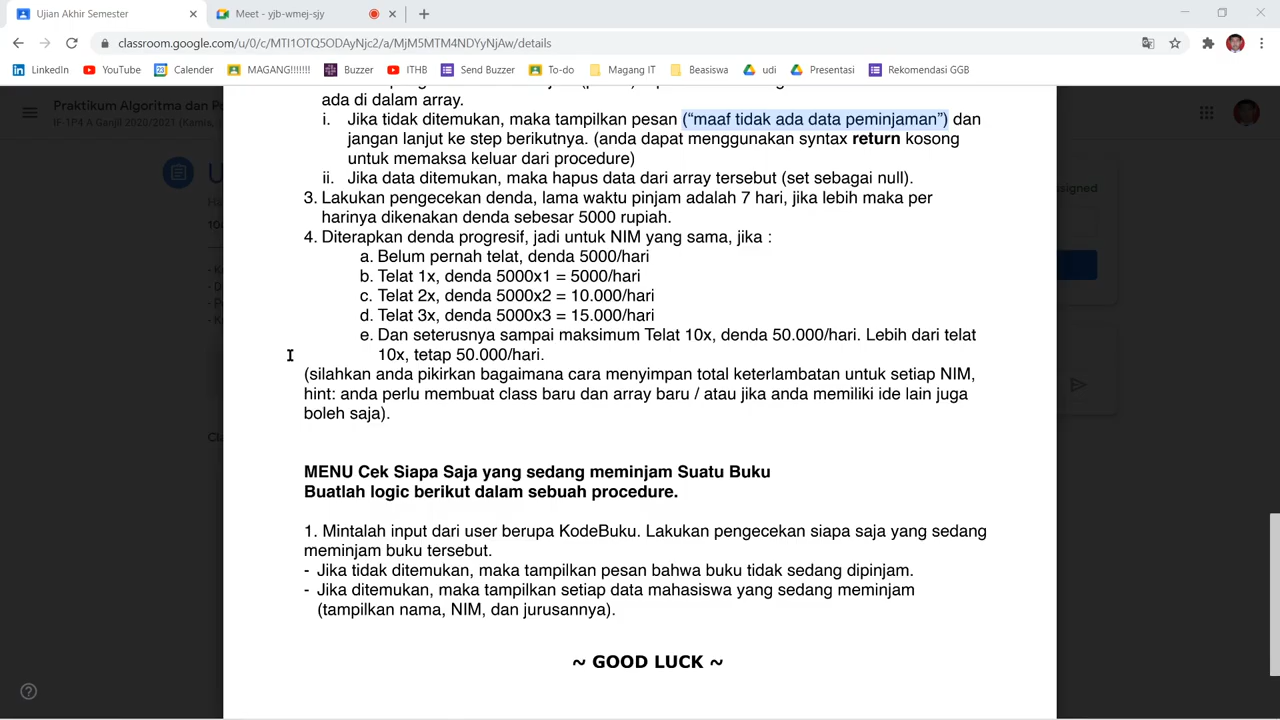 Ujian Akhir Semester
Meet - yjb-wmej-sjy
classroom.google.com/u/0/c/MTI1OTQ5ODAyNjc2/a/MjM5MTM4NDYyNjAw/details
LinkedIn
YouTube
Calender
MAGANG!!!!!!!
Buzzer
ITHB
Send Buzzer
To-do
Magang IT
Beasiswa
udi
Presentasi
Rekomendasi GGB
Praktikum Algoritma dan Pe
IF-1P4 A.Ganjil 2020/2021 (Kamis,
ada di dalam array.
i. Jika tidak ditemukan, maka tampilkan pesan (“maaf tidak ada data peminjaman”) dan
jangan lanjut ke step berikutnya. (anda dapat menggunakan syntax return kosong
untuk memaksa keluar dari procedure)
ii. Jika data ditemukan, maka hapus data dari array tersebut (set sebagai null).
3. Lakukan pengecekan denda, lama waktu pinjam adalah 7 hari, jika lebih maka per
harinya dikenakan denda sebesar 5000 rupiah.
4. Diterapkan denda progresif, jadi untuk NIM yang sama, jika :
a. Belum pernah telat, denda 5000/hari
b. Telat 1x, denda 5000x1 = 5000/hari
c. Telat 2x, denda 5000x2 = 10.000/hari
d. Telat 3x, denda 5000x3 = 15.000/hari
e. Dan seterusnya sampai maksimum Telat 10x, denda 50.000/hari. Lebih dari telat
10x, tetap 50.000/hari.
(silahkan anda pikirkan bagaimana cara menyimpan total keterlambatan untuk setiap NIM,
hint: anda perlu membuat class baru dan array baru / atau jika anda memiliki ide lain juga
boleh saja).
MENU Cek Siapa Saja yang sedang meminjam Suatu Buku
Buatlah logic berikut dalam sebuah procedure.
1. Mintalah input dari user berupa KodeBuku. Lakukan pengecekan siapa saja yang sedang
meminjam buku tersebut.
- Jika tidak ditemukan, maka tampilkan pesan bahwa buku tidak sedang dipinjam.
- Jika ditemukan, maka tampilkan setiap data mahasiswa yang sedang meminjam
(tampilkan nama, NIM, dan jurusannya).
~ GOOD LUCK ~